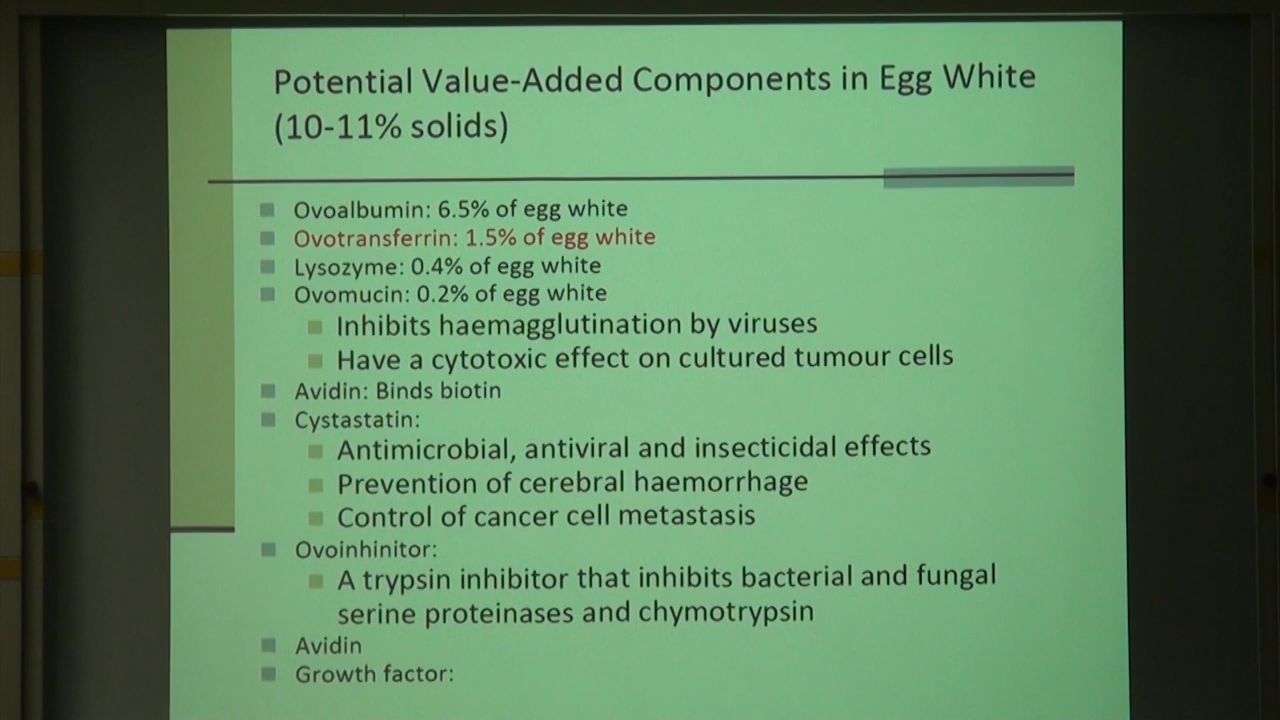 Potential Value-Added Components in Egg White
(10-11% solids)
Ovoalbumin: 6.5% of egg white
Ovotransferrin: 1.5% of egg white
Lysozyme: 0.4% of egg white
Ovomucin: 0.2% of egg white
Inhibits haemagglutination by viruses
Have a cytotoxic effect on cultured tumour cells
Avidin: Binds biotin
Cystastatin:
Antimicrobial, antiviral and insecticidal effects
Prevention of cerebral haemorrhage
Control of cancer cell metastasis
Ovoinhinitor:
A trypsin inhibitor that inhibits bacterial and fungal
serine proteinases and chymotrypsin
Avidin
Growth factor: